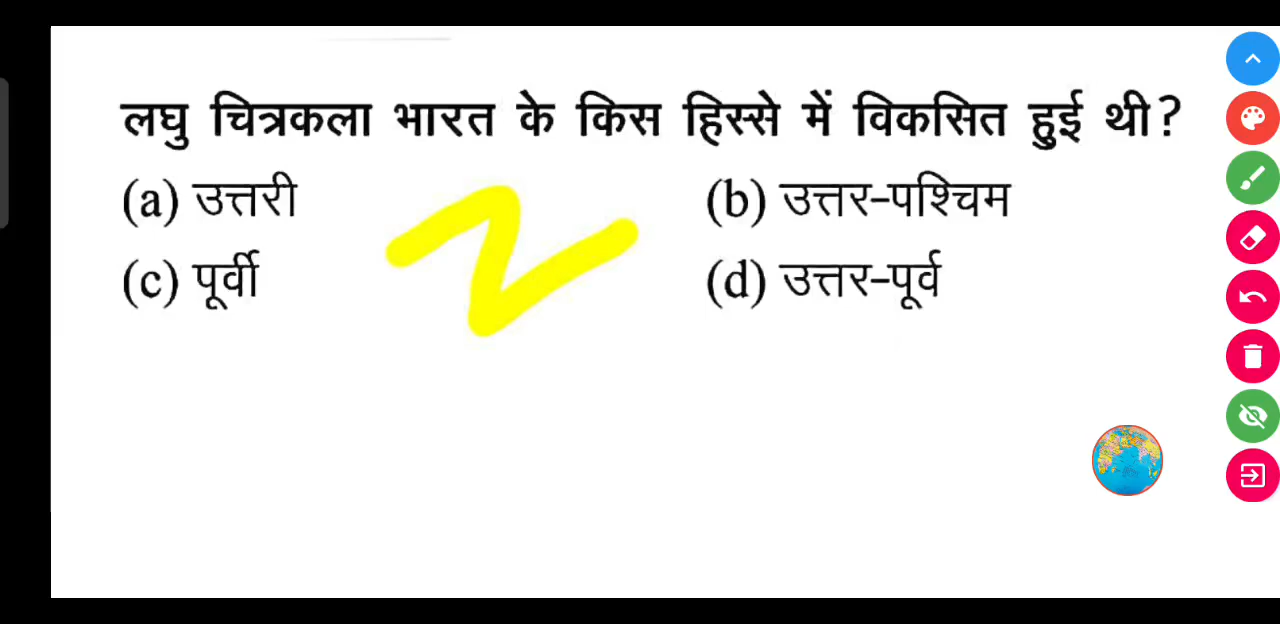 लघु चित्रकला भारत के किस हिस्से में विकसित हुई थी?
(a) उत्तरी (b) उत्तर-पश्चिम
(c) पूर्वी (d) उत्तर-पूर्व